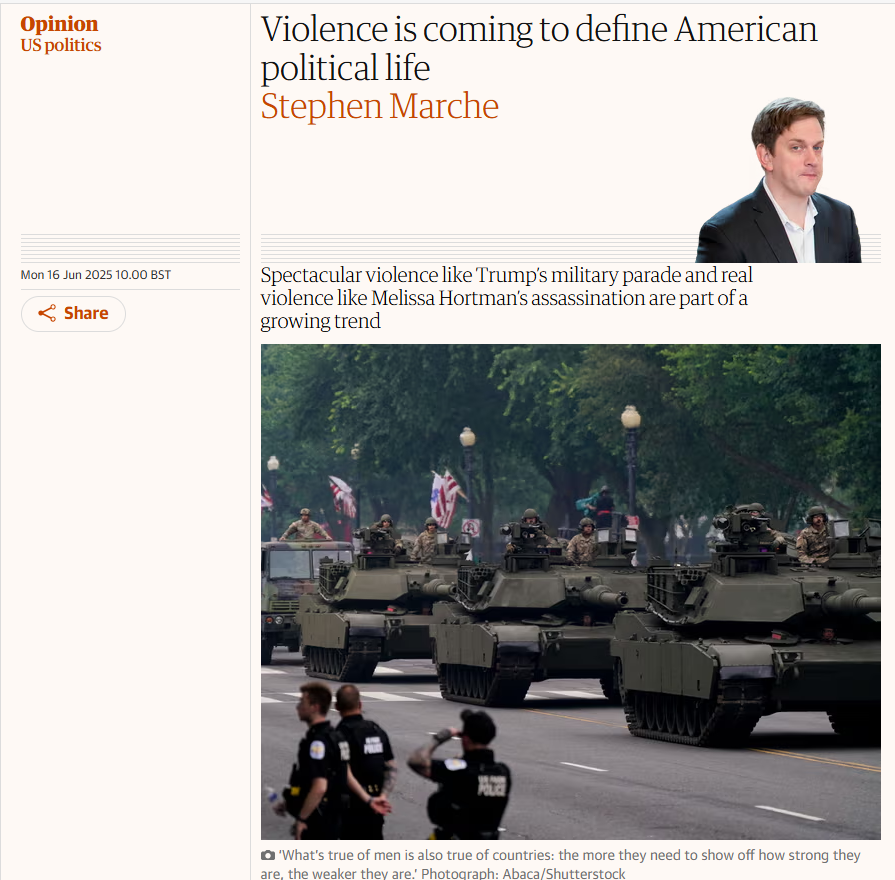 Opinion
US politics
Violence is coming to define American
political life
Stephen Marche
Mon 16 Jun 2025 10.00 BST
Share
Spectacular violence like Trump's military parade and real
violence like Melissa Hortman's assassination are part of a
growing trend
POLICE
POLICE
'What's true of men is also true of countries: the more they need to show off how strong they
are, the weaker they are.' Photograph: Abaca/Shutterstock